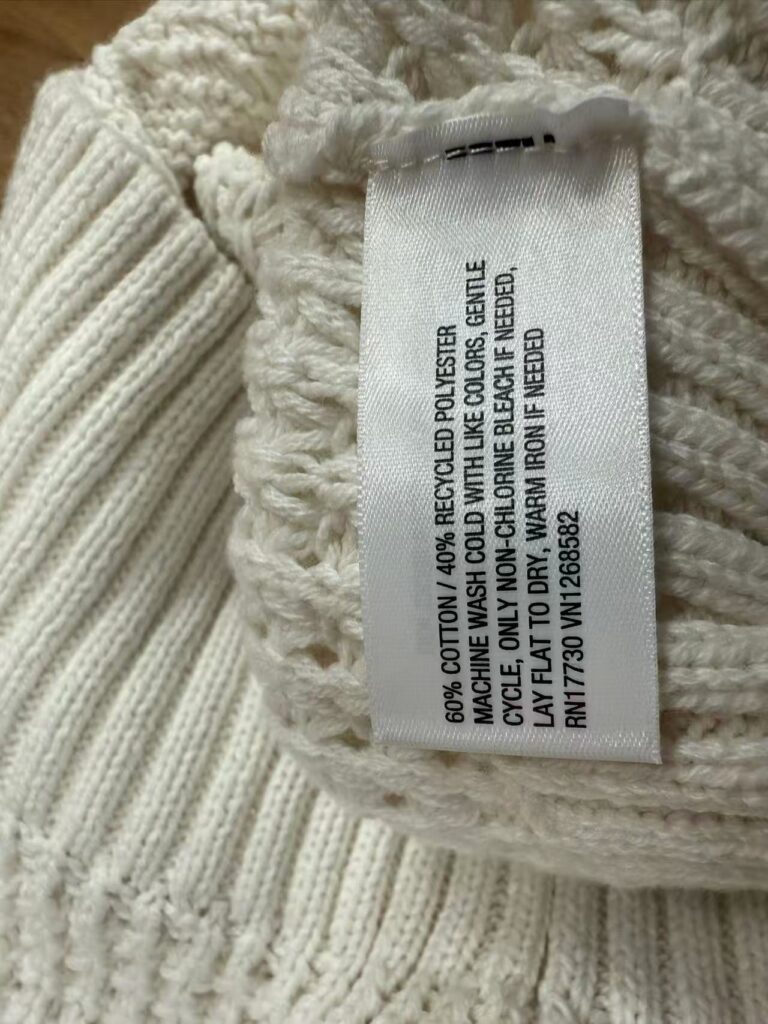 60% COTTON / 40% RECYCLED POLYESTER
MACHINE WASH COLD WITH LIKE COLORS, GENTLE
CYCLE, ONLY NON-CHLORINE BLEACH IF NEEDED,
LAY FLAT TO DRY, WARM IRON IF NEEDED
RN17730 VN1268582